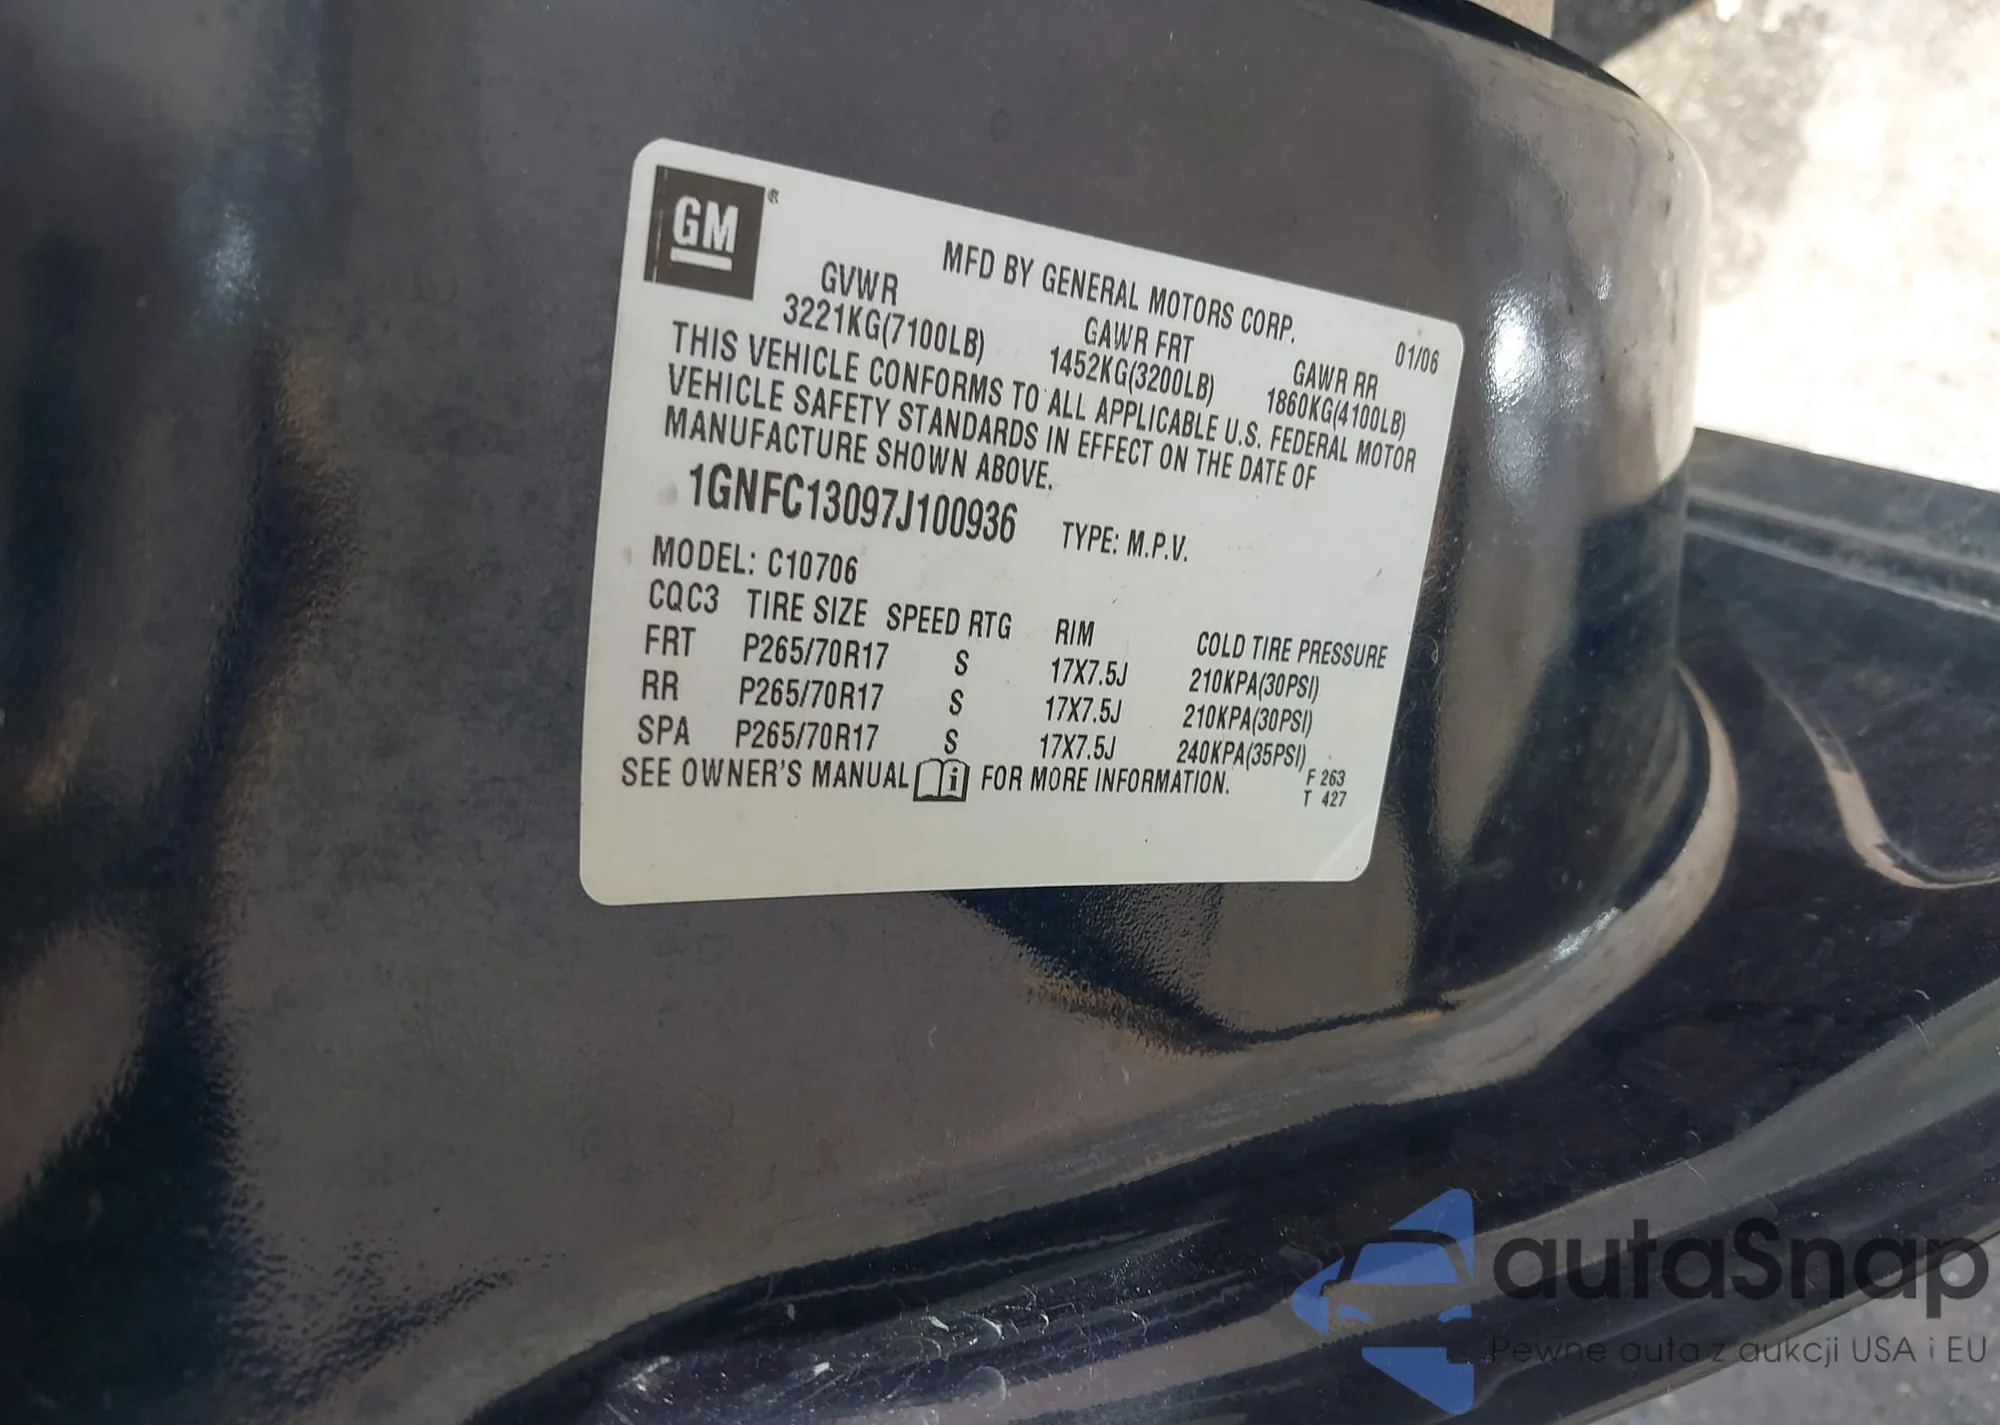 GM
MFD BY GENERAL MOTORS CORP.
01/06
GVWR GAWR FRT GAWR RR
3221KG(7100LB) 1452KG(3200LB) 1860KG(4100LB)
THIS VEHICLE CONFORMS TO ALL APPLICABLE U.S. FEDERAL MOTOR
VEHICLE SAFETY STANDARDS IN EFFECT ON THE DATE OF
MANUFACTURE SHOWN ABOVE.
1GNFC13097J100936 TYPE: M.P.V.
MODEL: C10706
CQC3 TIRE SIZE SPEED RTG RIM COLD TIRE PRESSURE
FRT P265/70R17 S 17X7.5J 210KPA(30PSI)
RR P265/70R17 S 17X7.5J 210KPA(30PSI)
SPA P265/70R17 S 17X7.5J 240KPA(35PSI)
SEE OWNER'S MANUAL FOR MORE INFORMATION.
F 263
T 427
autaSnap
Pewne auta z aukcji USA i EU